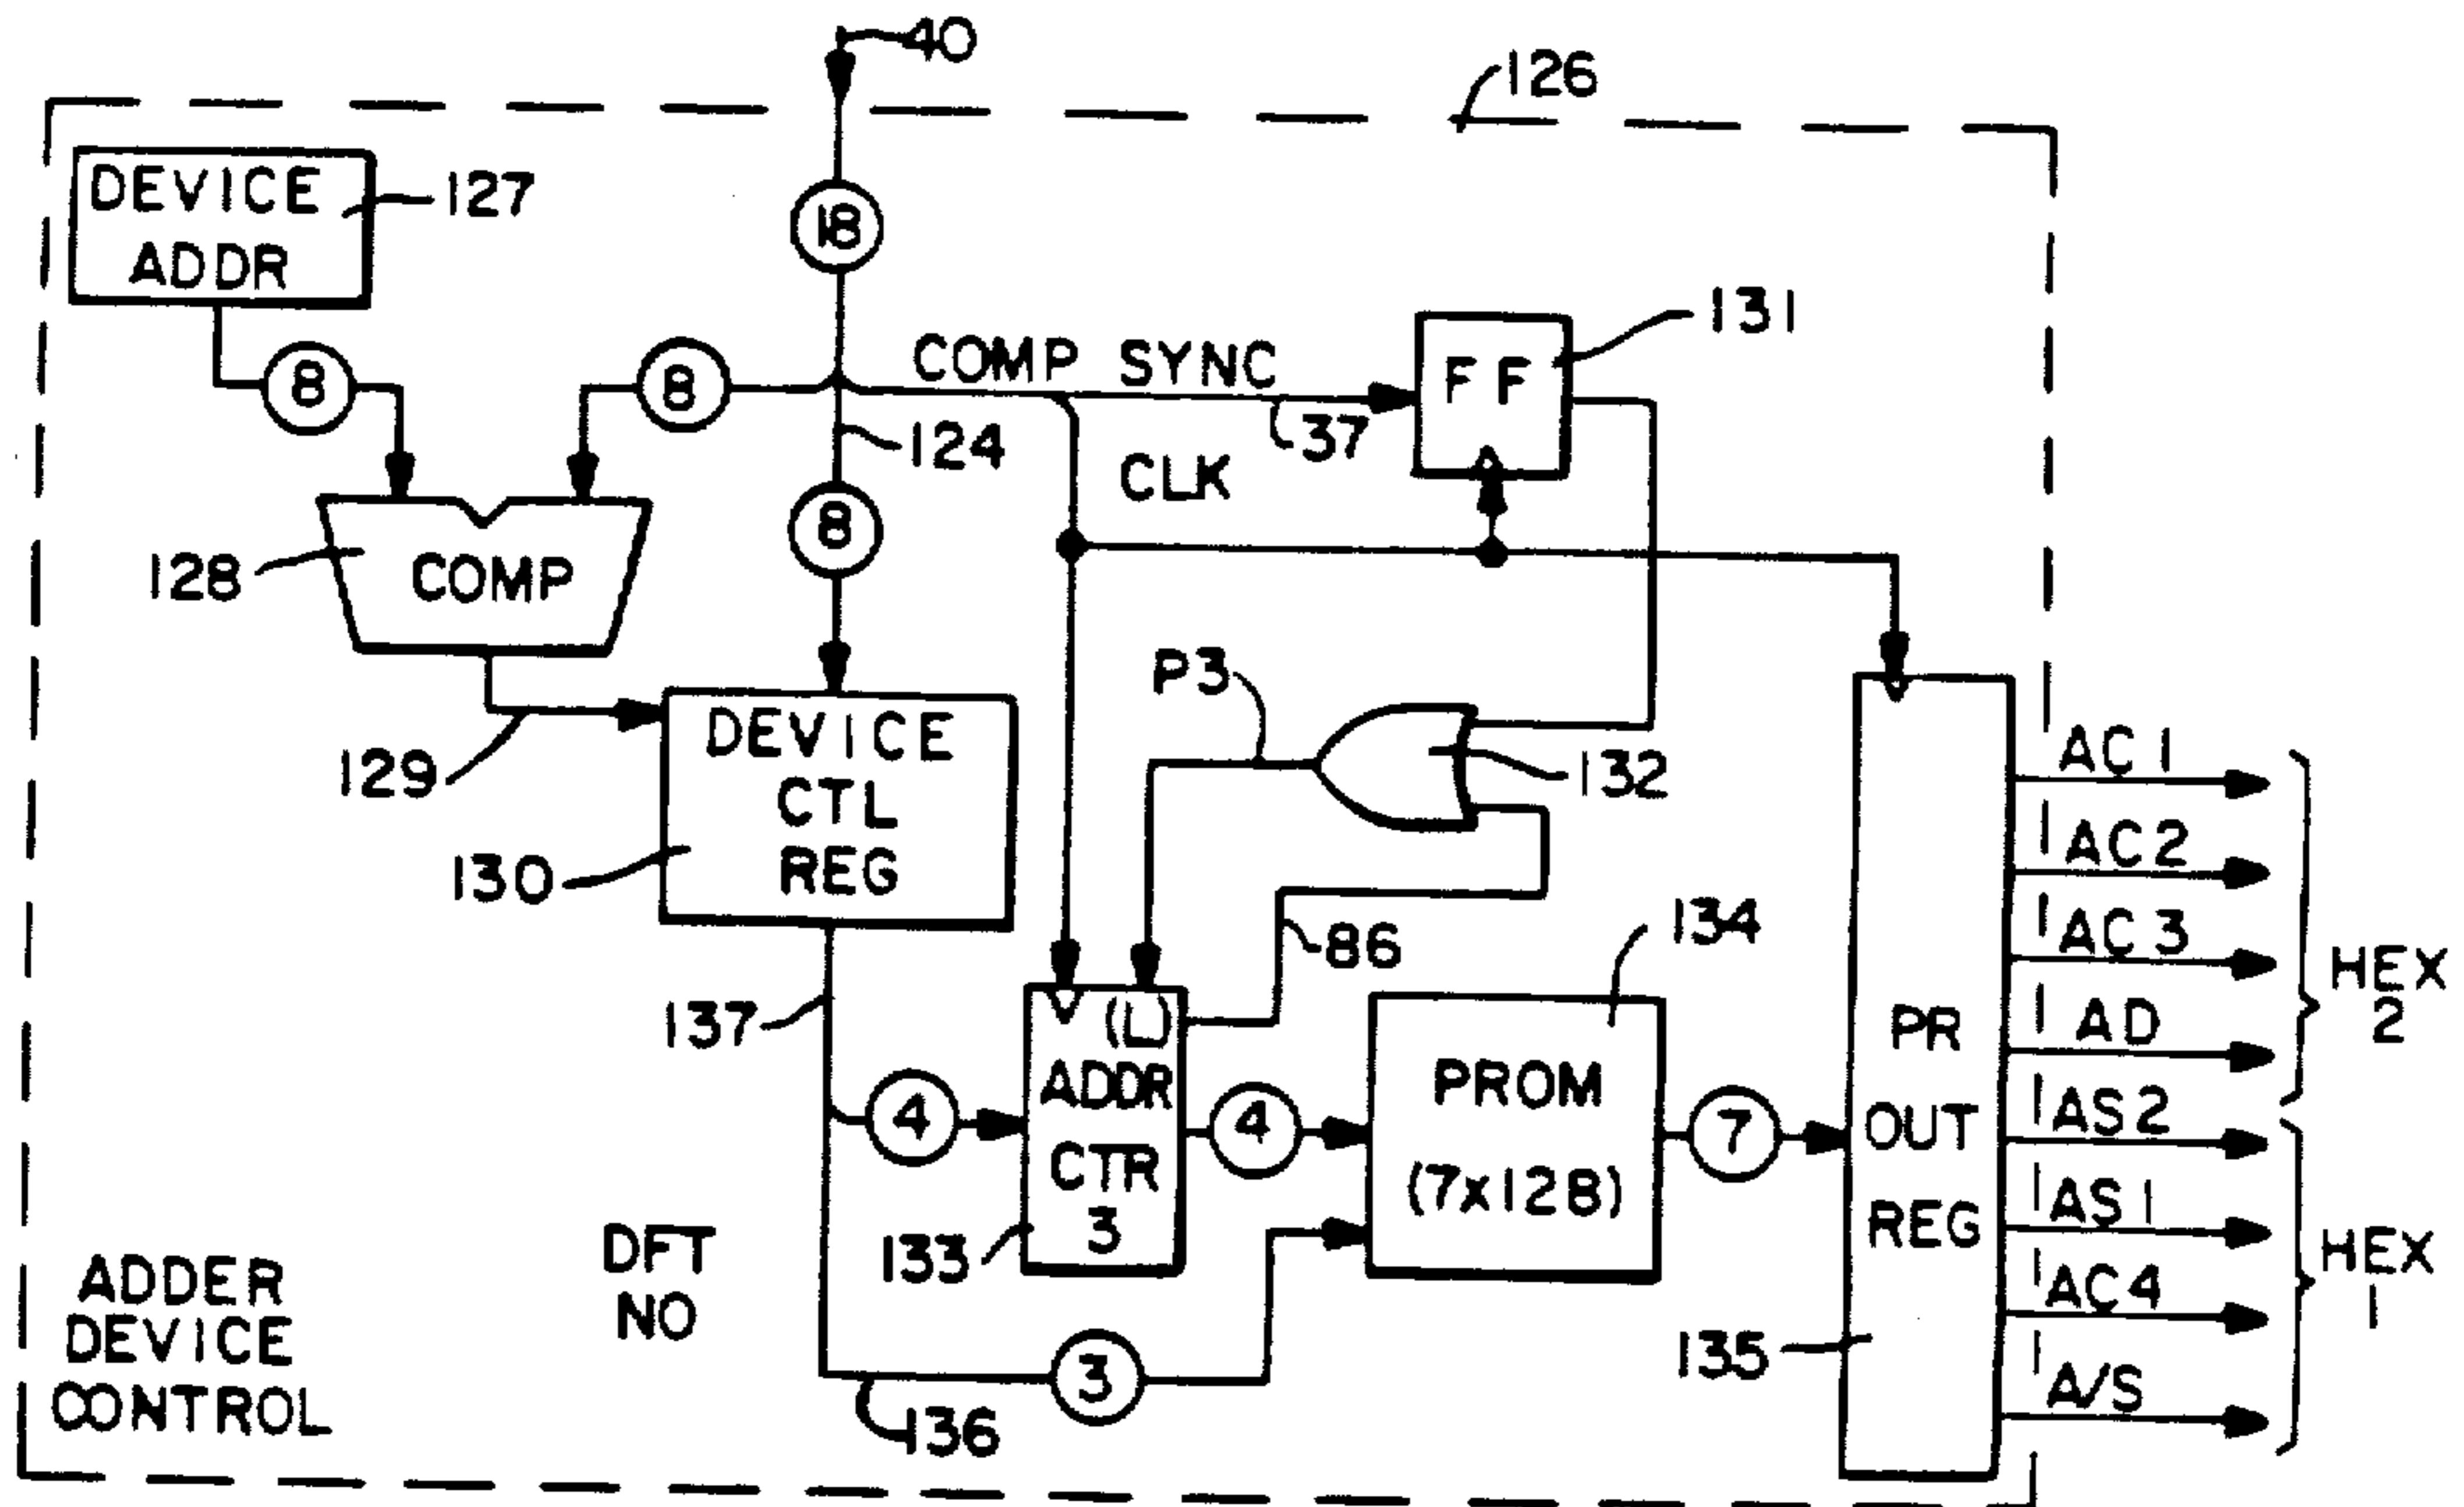 40
126
DEVICE
ADDR
127
18
131
COMP SYNC
FF
8
8
37
124
CLK
8
128
COMP
P3
129
DEVICE
CTL
REG
132
130
AC1
AC2
AC3
AD
AS2
AS1
AC4
A/S
HEX
2
HEX
1
86
134
137
(L)
ADDR
CTR
3
4
4
PROM
(7x128)
7
PR
OUT
REG
133
135
DFT
NO
3
136
ADDER
DEVICE
CONTROL